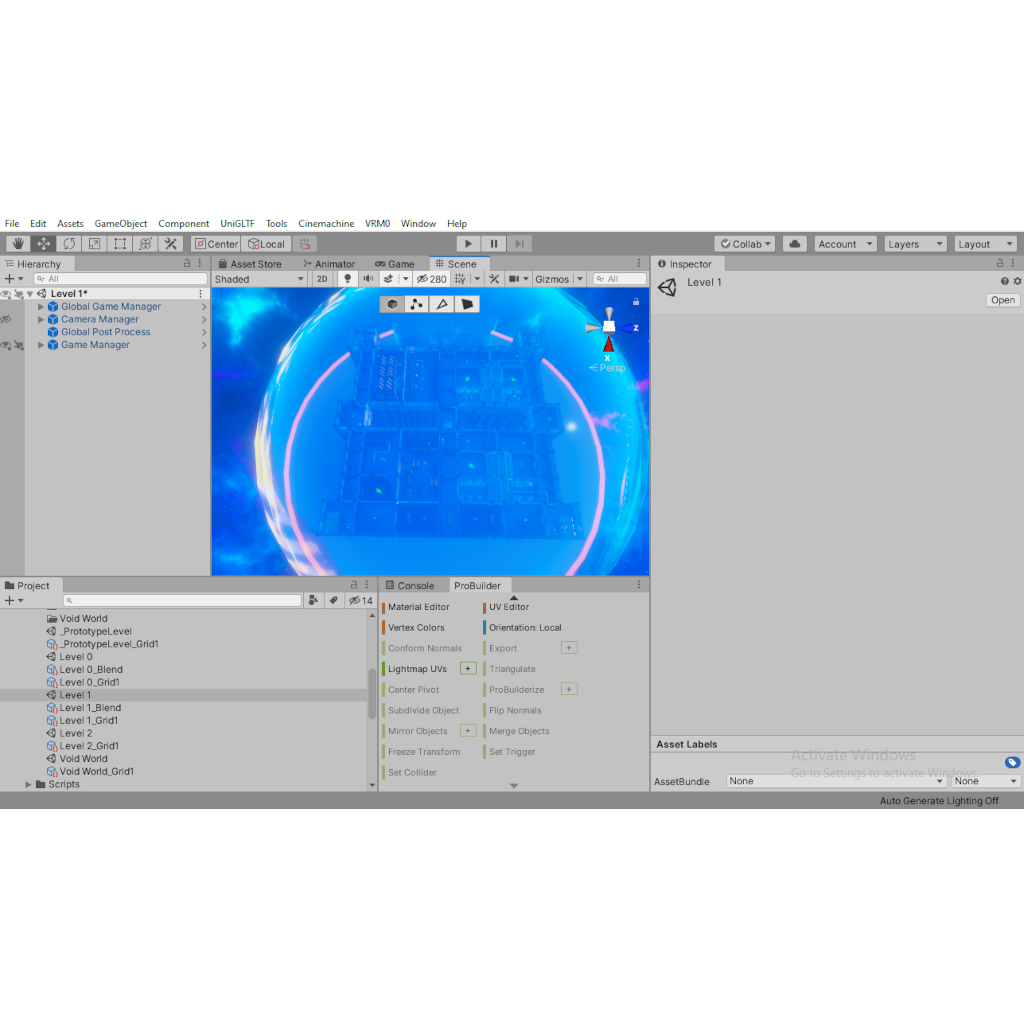 File Edit Assets GameObject Component UniGLTF Tools Cinemachine VRM0 Window Help
Center Local Collab Account Layers Layout
Hierarchy Asset Store Animator Game Scene Inspector
All Shaded 2D 280 Gizmos All Level 1
Open
Level 1*
Global Game Manager
Camera Manager
Global Post Process
Game Manager
z
x
Persp
Project Console ProBuilder
14
Void World
_PrototypeLevel
_PrototypeLevel_Grid1
Level 0
Level 0_Blend
Level 0_Grid1
Level 1
Level 1_Blend
Level 1_Grid1
Level 2
Level 2_Grid1
Void World
Void World_Grid1
Scripts
Material Editor UV Editor
Vertex Colors Orientation: Local
Conform Normals Export +
Lightmap UVs + Triangulate
Center Pivot ProBuilderize +
Subdivide Object Flip Normals
Mirror Objects + Merge Objects
Freeze Transform Set Trigger
Set Collider
Asset Labels
Activate Windows
Go to Settings to activate Windows.
AssetBundle None None
Auto Generate Lighting Off